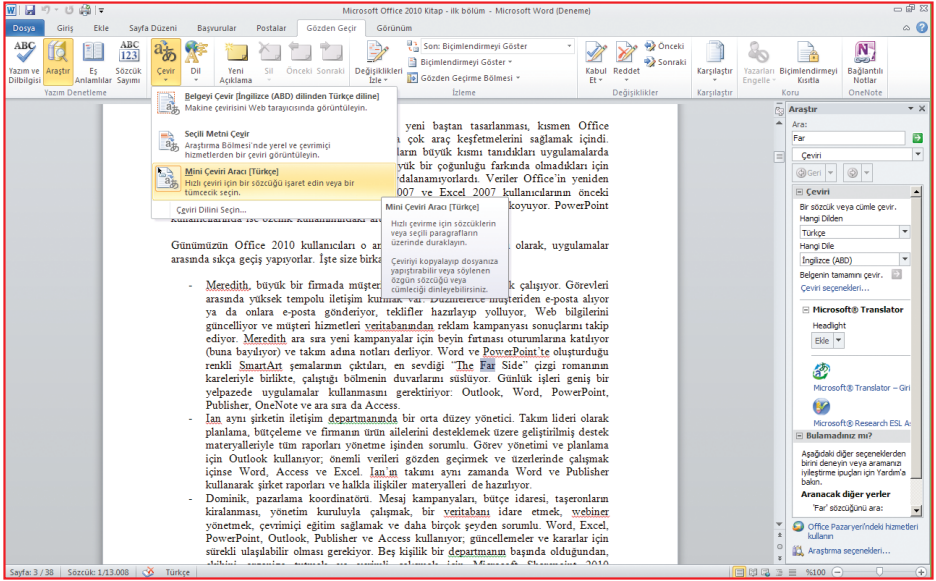 Microsoft Office 2010 Kitap - ilk bölüm - Microsoft Word (Deneme)
Dosya Giriş Ekle Sayfa Düzeni Başvurular Postalar Gözden Geçir Görünüm
Yazım ve Dilbilgisi
Araştır
Eş Anlamlılar
Sözcük Sayımı
Çevir
Dil
Yeni Açıklama
Sil
Önceki
Sonraki
Değişiklikleri İzle
Son: Biçimlendirmeyi Göster
Biçimlendirmeyi Göster
Gözden Geçirme Bölmesi
Kabul Et
Reddet
Önceki
Sonraki
Karşılaştır
Yazarları Engelle
Biçimlendirmeyi Kısıtla
Bağlantılı Notlar
Yazım Denetleme
İzleme
Değişiklikler
Karşılaştır
Koru
OneNote
Belgeyi Çevir [İngilizce (ABD) dilinden Türkçe diline]
Makine çevirisini Web tarayıcısında görüntüleyin.
Seçili Metni Çevir
Araştırma Bölmesi'nde yerel ve çevrimiçi
hizmetlerden bir çeviri görüntüleyin.
Mini Çeviri Aracı [Türkçe]
Hızlı çeviri için bir sözcüğü işaret edin veya bir
tümcecik seçin.
Çeviri Dilini Seçin...
Mini Çeviri Aracı [Türkçe]
Hızlı çevirme için sözcüklerin
veya seçili paragrafların
üzerinde duraklayın.
Çeviriyi kopyalayıp dosyanıza
yapıştırabilir veya söylenen
özgün sözcüğü veya
cümleciği dinleyebilirsiniz.
yeni baştan tasarlanması, kısmen Office
çok araç keşfetmelerini sağlamak içindi.
ların büyük kısmı tanıdıkları uygulamalarda
yük bir çoğunluğu farkında olmadıkları için
ydalanamıyorlardı. Veriler Office'in yeniden
007 ve Excel 2007 kullanıcılarının önceki
koyuyor. PowerPoint
Günümüzün Office 2010 kullanıcıları o an olarak, uygulamalar
arasında sıkça geçiş yapıyorlar. İşte size birka
- Meredith, büyük bir firmada müşter k çalışıyor. Görevleri
arasında yüksek tempolu iletişim kurmak var. Düzinelerce müşteriden e-posta alıyor
ya da onlara e-posta gönderiyor, teklifler hazırlayıp yolluyor, Web bilgilerini
güncelliyor ve müşteri hizmetleri veritabanından reklam kampanyası sonuçlarını takip
ediyor. Meredith ara sıra yeni kampanyalar için beyin fırtınası oturumlarına katılıyor
(buna bayılıyor) ve takım adına notları derliyor. Word ve PowerPoint'te oluşturduğu
renkli SmartArt şemalarının çıktıları, en sevdiği "The Far Side" çizgi romanının
kareleriyle birlikte, çalıştığı bölmenin duvarlarını süslüyor. Günlük işleri geniş bir
yelpazede uygulamalar kullanmasını gerektiriyor: Outlook, Word, PowerPoint,
Publisher, OneNote ve ara sıra da Access.
- Ian aynı şirketin iletişim departmanında bir orta düzey yönetici. Takım lideri olarak
planlama, bütçeleme ve firmanın ürün ailelerini desteklemek üzere geliştirilmiş destek
materyalleriyle tüm raporları yönetme işinden sorumlu. Görev yönetimi ve planlama
için Outlook kullanıyor; önemli verileri gözden geçirmek ve üzerlerinde çalışmak
içinse Word, Access ve Excel. Ian'ın takımı aynı zamanda Word ve Publisher
kullanarak şirket raporları ve halkla ilişkiler materyalleri de hazırlıyor.
- Dominik, pazarlama koordinatörü. Mesaj kampanyaları, bütçe idaresi, taşeronların
kiralanması, yönetim kuruluyla çalışmak, bir veritabanı idare etmek, webiner
yönetmek, çevrimiçi eğitim sağlamak ve daha birçok şeyden sorumlu. Word, Excel,
PowerPoint, Outlook, Publisher ve Access kullanıyor; güncellemeler ve kararlar için
sürekli ulaşılabilir olması gerekiyor. Beş kişilik bir departmanın başında olduğundan,
Araştır
Ara:
Far
Çeviri
Geri
Çeviri
Bir sözcük veya cümle çevir.
Hangi Dilden
Türkçe
Hangi Dile
İngilizce (ABD)
Belgenin tamamını çevir.
Çeviri seçenekleri...
Microsoft® Translator
Headlight
Ekle
Microsoft® Translator – Giri
Microsoft® Research ESL As
Bulamadınız mı?
Aşağıdaki diğer seçeneklerden
birini deneyin veya aramanızı
iyileştirme ipuçları için Yardım'a
bakın.
Aranacak diğer yerler
'Far' sözcüğünü ara:
Office Pazaryeri'ndeki hizmetleri
kullanın
Araştırma seçenekleri...
Sayfa: 3 / 38 Sözcük: 1/13.008 Türkçe %100